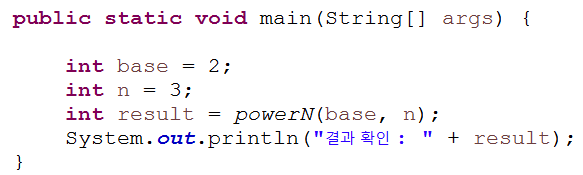 public static void main(String[] args) {
int base = 2;
int n = 3;
int result = powerN(base, n);
System.out.println("결과 확인 : " + result);
}